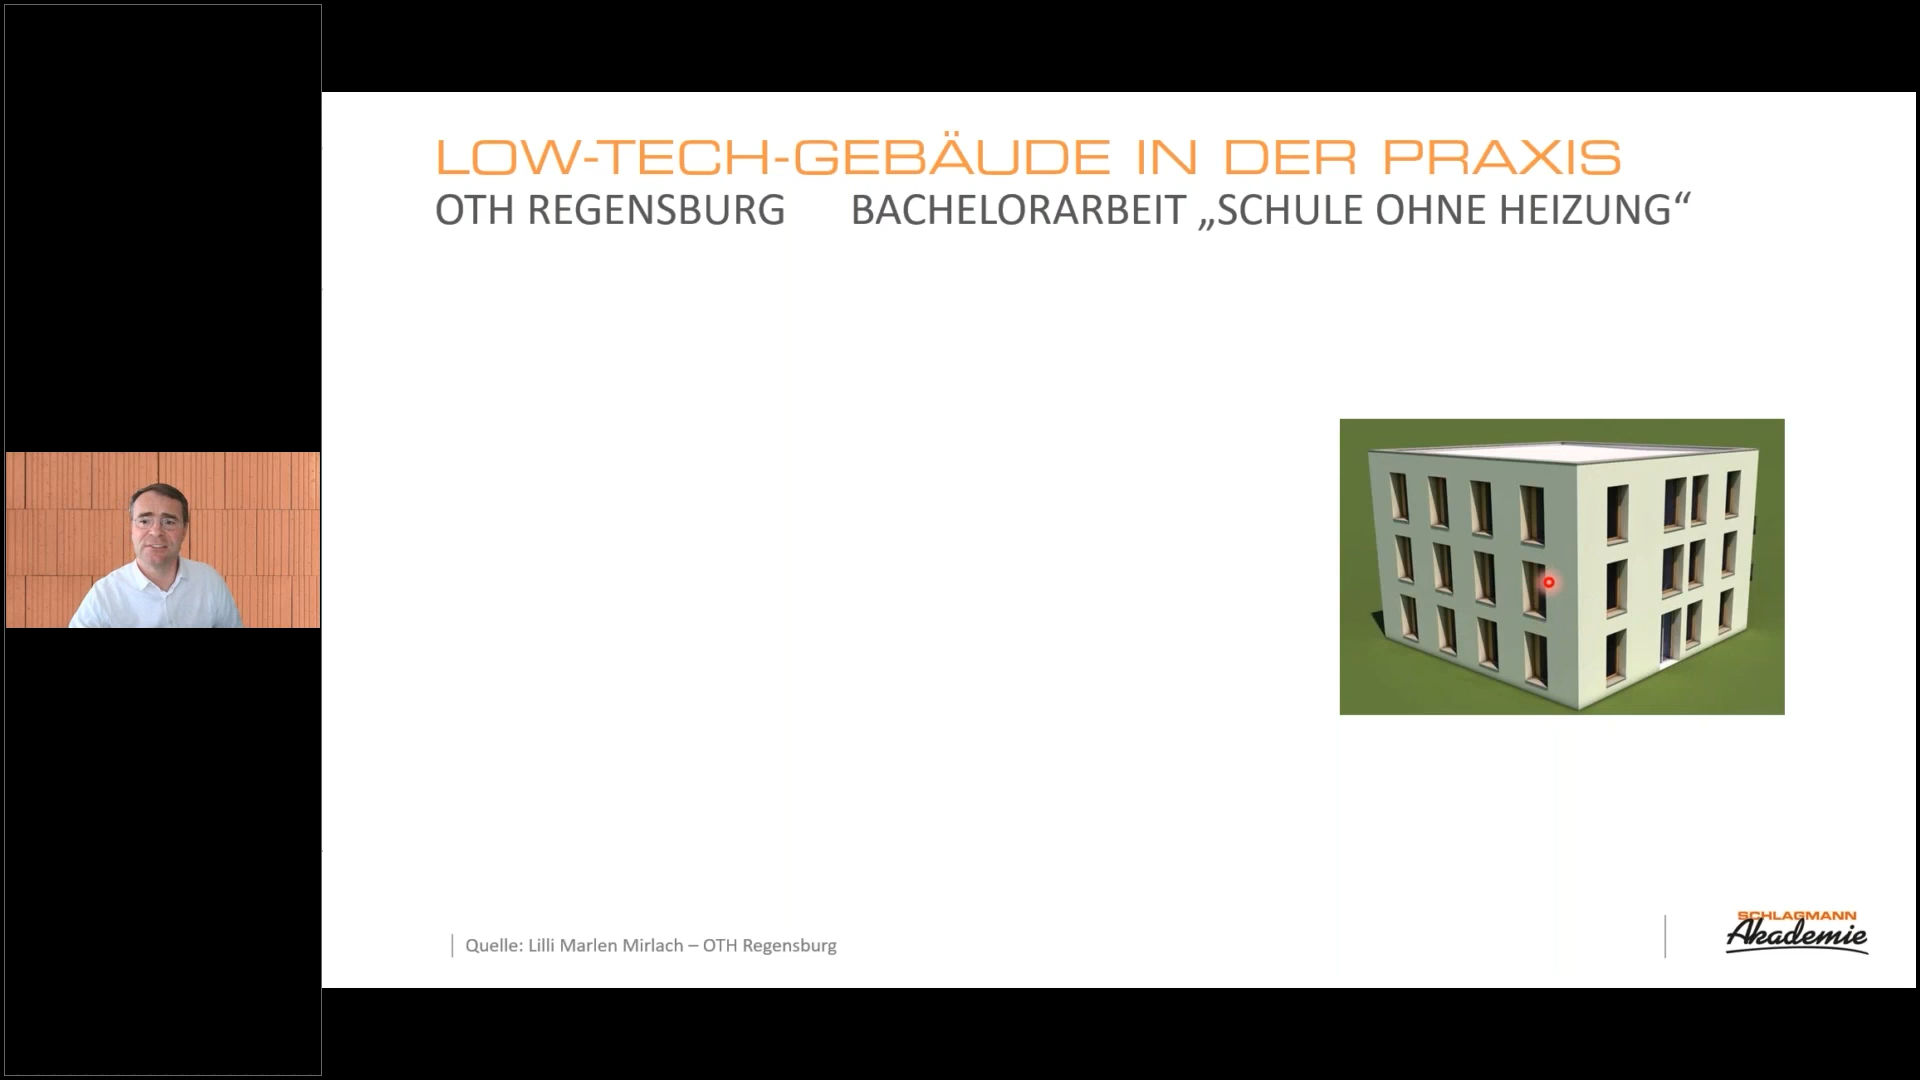 LOW-TECH-GEBÄUDE IN DER PRAXIS
OTH REGENSBURG BACHELORARBEIT „SCHULE OHNE HEIZUNG“
Quelle: Lilli Marlen Mirlach – OTH Regensburg
SCHLAGMANN
Akademie